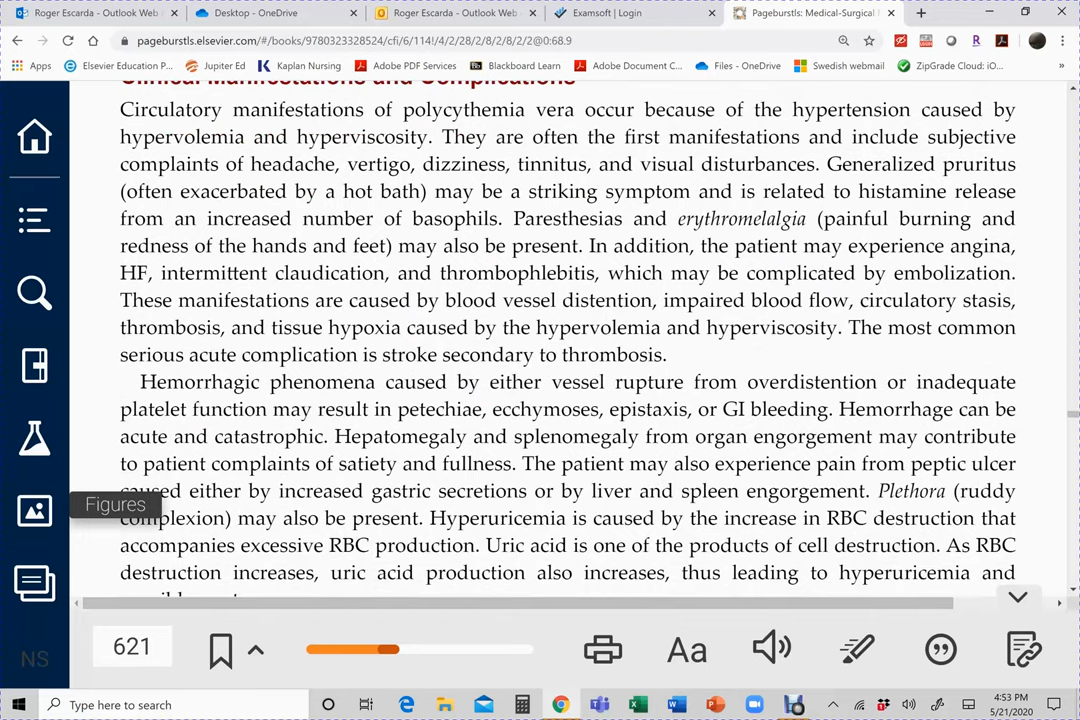 Roger Escarda - Outlook Web
Desktop - OneDrive
Roger Escarda - Outlook Web
Examsoft | Login
Pageburstls: Medical-Surgical
pageburstls.elsevier.com/#/books/9780323328524/cfi/6/114!/4/2/28/2/8/2/8/2/2@0:68.9
Apps
Elsevier Education P...
Jupiter Ed
Kaplan Nursing
Adobe PDF Services
Bb Blackboard Learn
Adobe Document C...
Files - OneDrive
Swedish webmail
ZipGrade Cloud: iO...
Clinical Manifestations and Complications
Circulatory manifestations of polycythemia vera occur because of the hypertension caused by
hypervolemia and hyperviscosity. They are often the first manifestations and include subjective
complaints of headache, vertigo, dizziness, tinnitus, and visual disturbances. Generalized pruritus
(often exacerbated by a hot bath) may be a striking symptom and is related to histamine release
from an increased number of basophils. Paresthesias and erythromelalgia (painful burning and
redness of the hands and feet) may also be present. In addition, the patient may experience angina,
HF, intermittent claudication, and thrombophlebitis, which may be complicated by embolization.
These manifestations are caused by blood vessel distention, impaired blood flow, circulatory stasis,
thrombosis, and tissue hypoxia caused by the hypervolemia and hyperviscosity. The most common
serious acute complication is stroke secondary to thrombosis.
Hemorrhagic phenomena caused by either vessel rupture from overdistention or inadequate
platelet function may result in petechiae, ecchymoses, epistaxis, or GI bleeding. Hemorrhage can be
acute and catastrophic. Hepatomegaly and splenomegaly from organ engorgement may contribute
to patient complaints of satiety and fullness. The patient may also experience pain from peptic ulcer
caused either by increased gastric secretions or by liver and spleen engorgement. Plethora (ruddy
Figures
complexion) may also be present. Hyperuricemia is caused by the increase in RBC destruction that
accompanies excessive RBC production. Uric acid is one of the products of cell destruction. As RBC
destruction increases, uric acid production also increases, thus leading to hyperuricemia and
NS
621
Aa
Type here to search
4:53 PM
5/21/2020